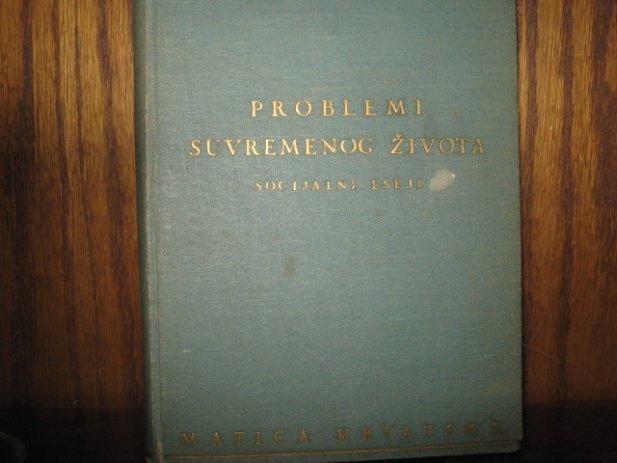 PROBLEMI
SUVREMENOG ŽIVOTA
SOCIJALNI ESEJI
MATICA HRVATSKA